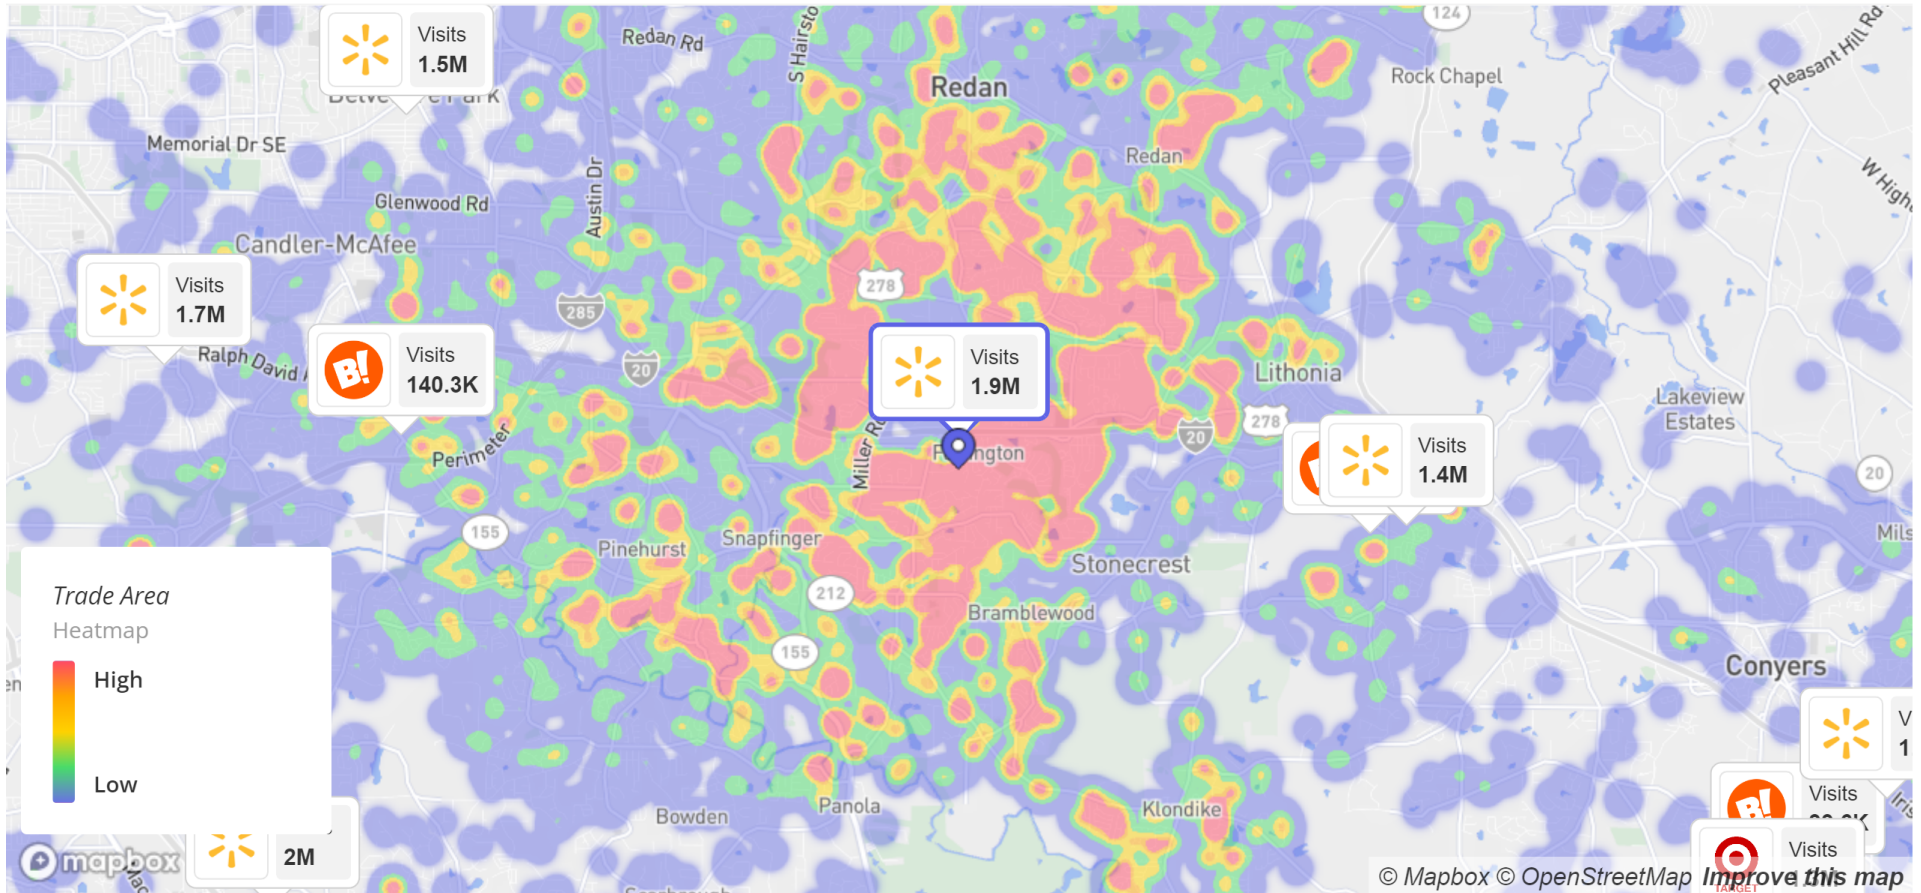 124
Pleasant Hill Rd
Visits
1.5M
Redan Rd
S Hairsto
Redan
Rock Chapel
Memorial Dr SE
Redan
W High
Glenwood Rd
Austin Dr
Candler-McAfee
Visits
1.7M
278
285
Ralph David
Visits
140.3K
20
Visits
1.9M
Lithonia
Lakeview
Estates
278
20
Miller Rd
Perimeter
Visits
1.4M
20
155
Pinehurst
Snapfinger
Stonecrest
Mils
212
Bramblewood
155
Conyers
Trade Area
Heatmap
High
Low
Bowden
Panola
Klondike
Visits
2M
Visits
TARGET
mapbox
© Mapbox © OpenStreetMap Improve this map